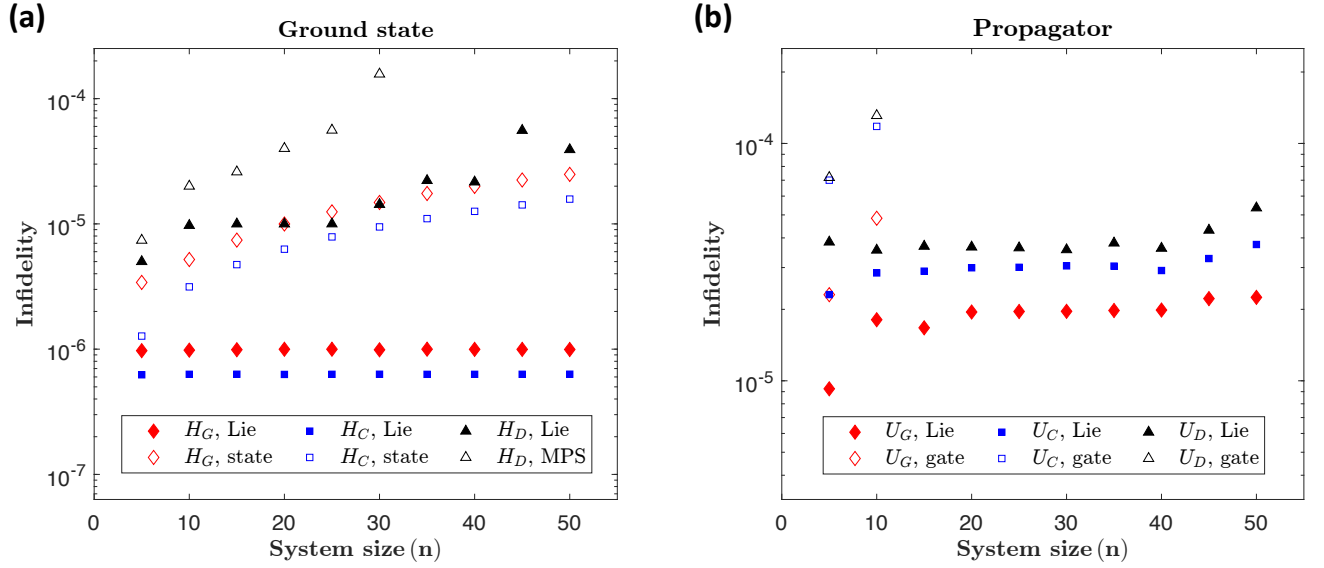 (a)
Ground state
Infidelity
10^-4
10^-5
10^-6
10^-7
H_G, Lie
H_C, Lie
H_D, Lie
H_G, state
H_C, state
H_D, MPS
0 10 20 30 40 50
System size (n)
(b)
Propagator
Infidelity
10^-4
10^-5
U_G, Lie
U_C, Lie
U_D, Lie
U_G, gate
U_C, gate
U_D, gate
0 10 20 30 40 50
System size (n)